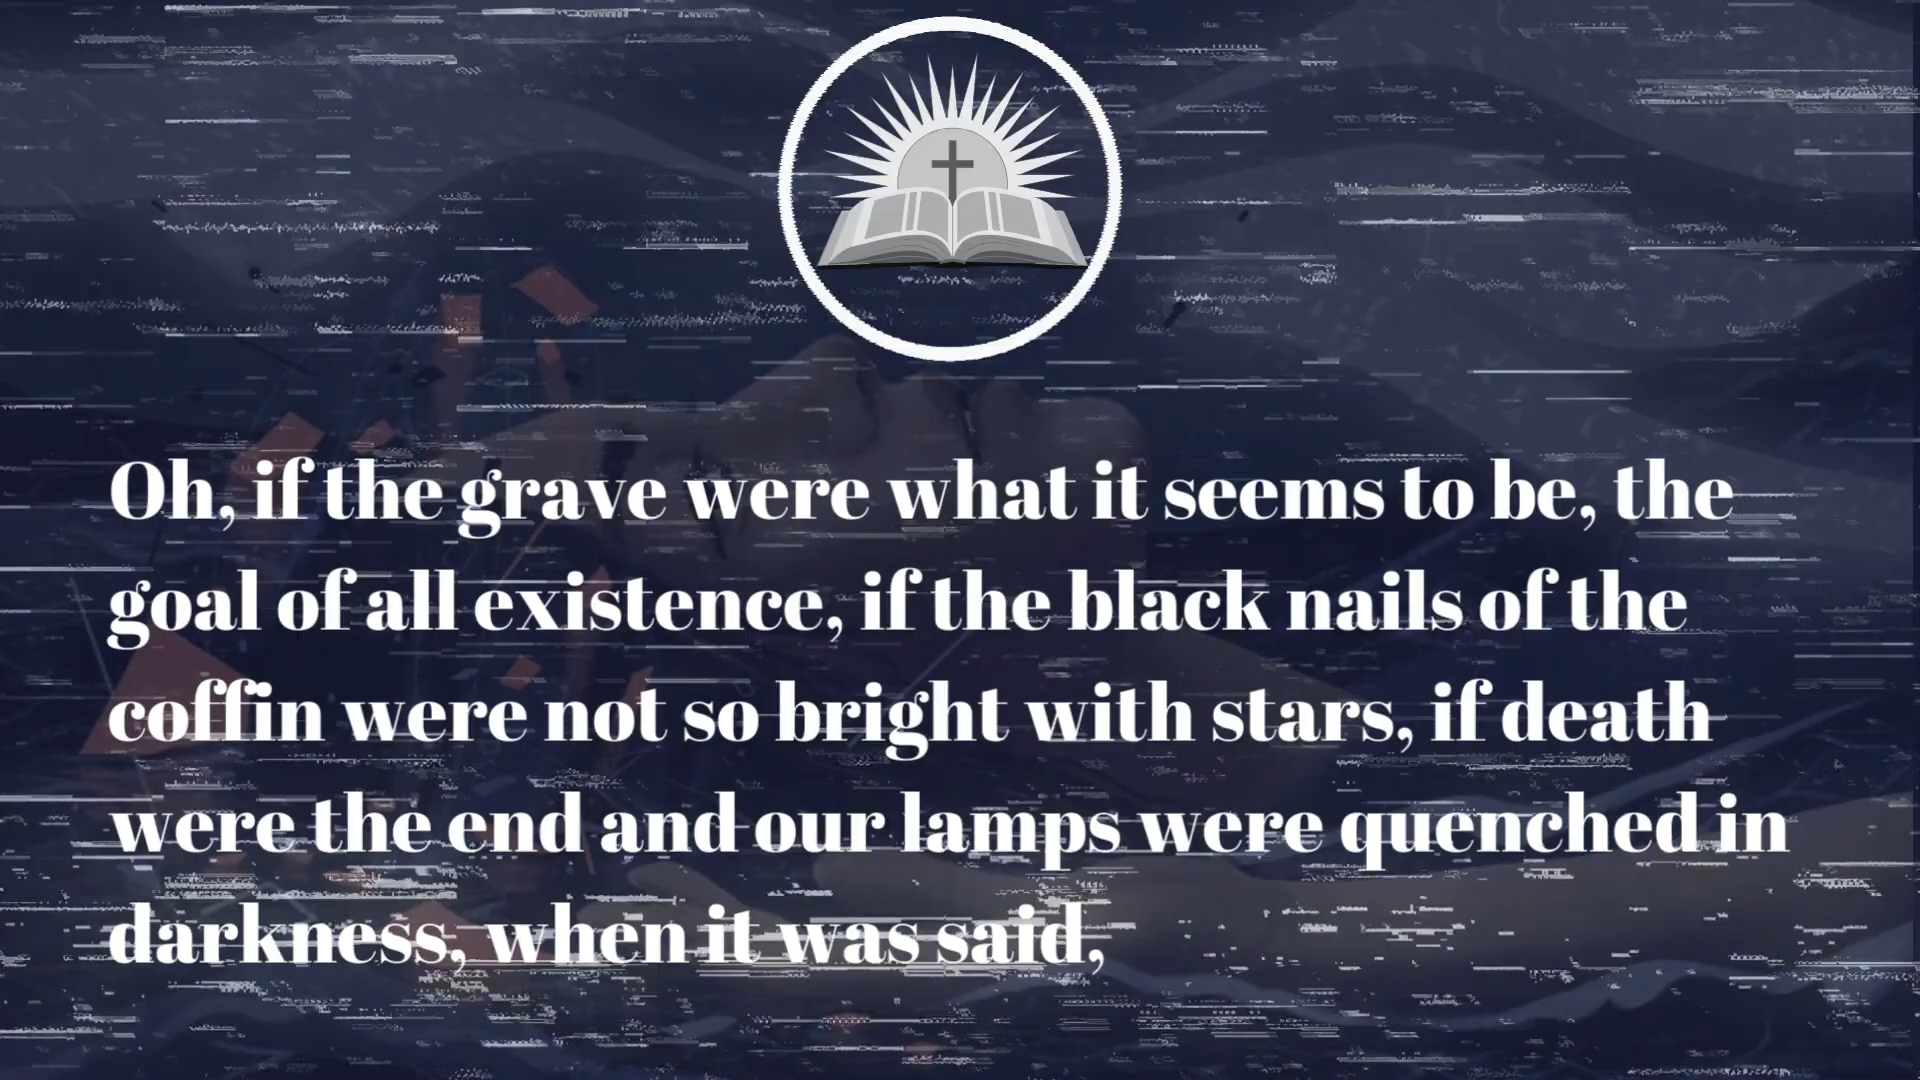 Oh, if the grave were what it seems to be, the
goal of all existence, if the black nails of the
coffin were not so bright with stars, if death
were the end and our lamps were quenched in
darkness, when it was said,